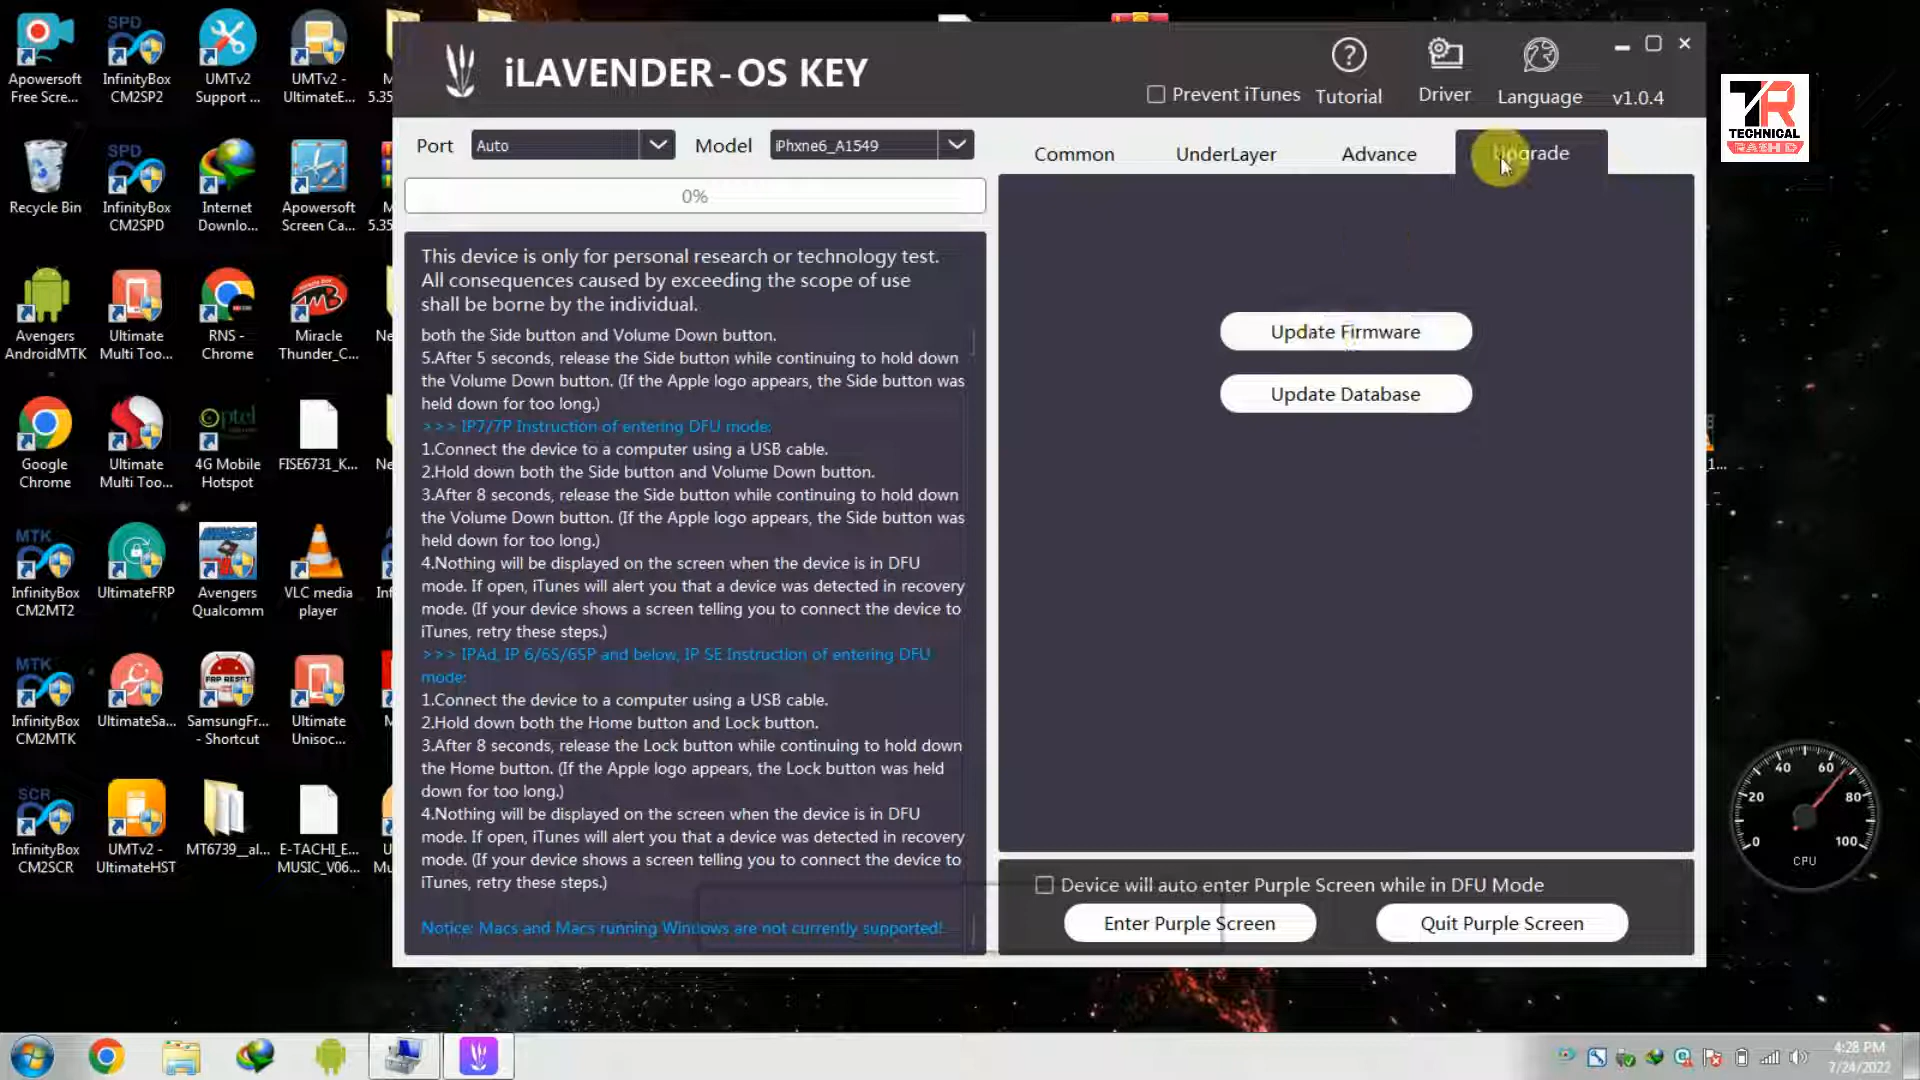 iLAVENDER-OS KEY
Prevent iTunes
Tutorial
Driver
Language
v1.0.4
Port
Auto
Model
iPhxne6_A1549
Common
UnderLayer
Advance
Upgrade
0%
This device is only for personal research or technology test.
All consequences caused by exceeding the scope of use
shall be borne by the individual.
both the Side button and Volume Down button.
5.After 5 seconds, release the Side button while continuing to hold down
the Volume Down button. (If the Apple logo appears, the Side button was
held down for too long.)
>>> IP7/7P Instruction of entering DFU mode:
1.Connect the device to a computer using a USB cable.
2.Hold down both the Side button and Volume Down button.
3.After 8 seconds, release the Side button while continuing to hold down
the Volume Down button. (If the Apple logo appears, the Side button was
held down for too long.)
4.Nothing will be displayed on the screen when the device is in DFU
mode. If open, iTunes will alert you that a device was detected in recovery
mode. (If your device shows a screen telling you to connect the device to
iTunes, retry these steps.)
>>> IPAd, IP 6/6S/6SP and below, IP SE Instruction of entering DFU
mode:
1.Connect the device to a computer using a USB cable.
2.Hold down both the Home button and Lock button.
3.After 8 seconds, release the Lock button while continuing to hold down
the Home button. (If the Apple logo appears, the Lock button was held
down for too long.)
4.Nothing will be displayed on the screen when the device is in DFU
mode. If open, iTunes will alert you that a device was detected in recovery
mode. (If your device shows a screen telling you to connect the device to
iTunes, retry these steps.)
Notice: Macs and Macs running Windows are not currently supported!
Update Firmware
Update Database
Device will auto enter Purple Screen while in DFU Mode
Enter Purple Screen
Quit Purple Screen
TR
TECHNICAL
RASHID
Apowersoft
Free Scre...
SPD
InfinityBox
CM2SP2
UMTv2
Support ...
UMTv2 -
UltimateE...
Recycle Bin
SPD
InfinityBox
CM2SPD
Internet
Downlo...
Apowersoft
Screen Ca...
Avengers
AndroidMTK
Ultimate
Multi Too...
RNS -
Chrome
Miracle
Thunder_C...
Google
Chrome
Ultimate
Multi Too...
4G Mobile
Hotspot
FISE6731_K...
MTK
InfinityBox
CM2MT2
UltimateFRP
AVENGERS
Avengers
Qualcomm
VLC media
player
MTK
InfinityBox
CM2MTK
UltimateSa...
FRP RESET
SamsungFr...
- Shortcut
Ultimate
Unisoc...
SCR
InfinityBox
CM2SCR
UMTv2 -
UltimateHST
MT6739__al...
E-TACHI_E...
MUSIC_V06...
0
20
40
60
80
100
CPU
4:28 PM
7/24/2022